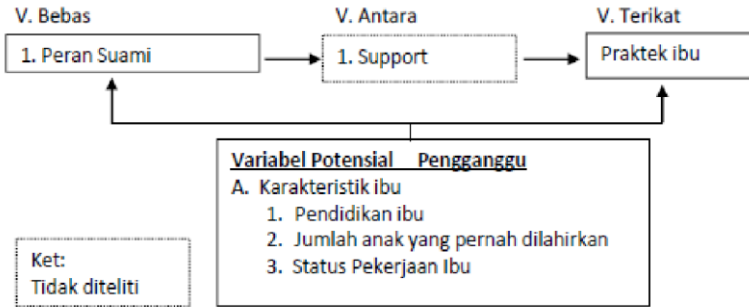 V. Bebas
V. Antara
V. Terikat
1. Peran Suami
1. Support
Praktek ibu
Variabel Potensial Pengganggu
A. Karakteristik ibu
1. Pendidikan ibu
2. Jumlah anak yang pernah dilahirkan
3. Status Pekerjaan Ibu
Ket:
Tidak diteliti